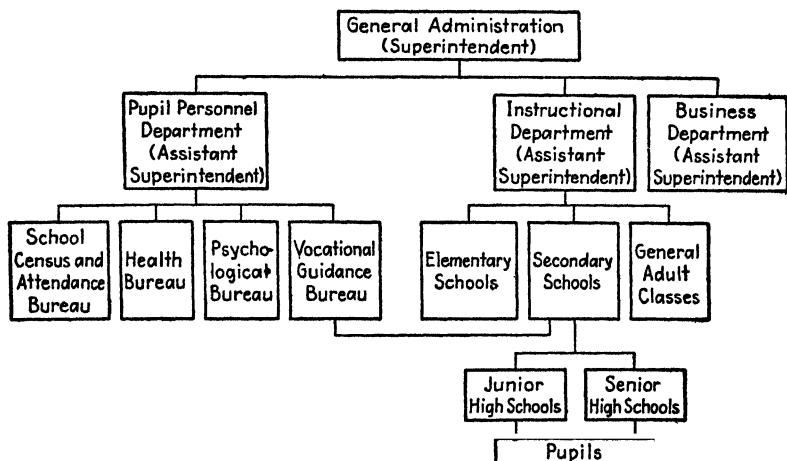 General Administration
(Superintendent)
Pupil Personnel
Department
(Assistant
Superintendent)
Instructional
Department
(Assistant
Superintendent)
Business
Department
(Assistant
Superintendent)
School
Census and
Attendance
Bureau
Health
Bureau
Psycho-
logical
Bureau
Vocational
Guidance
Bureau
Elementary
Schools
Secondary
Schools
General
Adult
Classes
Junior
High Schools
Senior
High Schools
Pupils